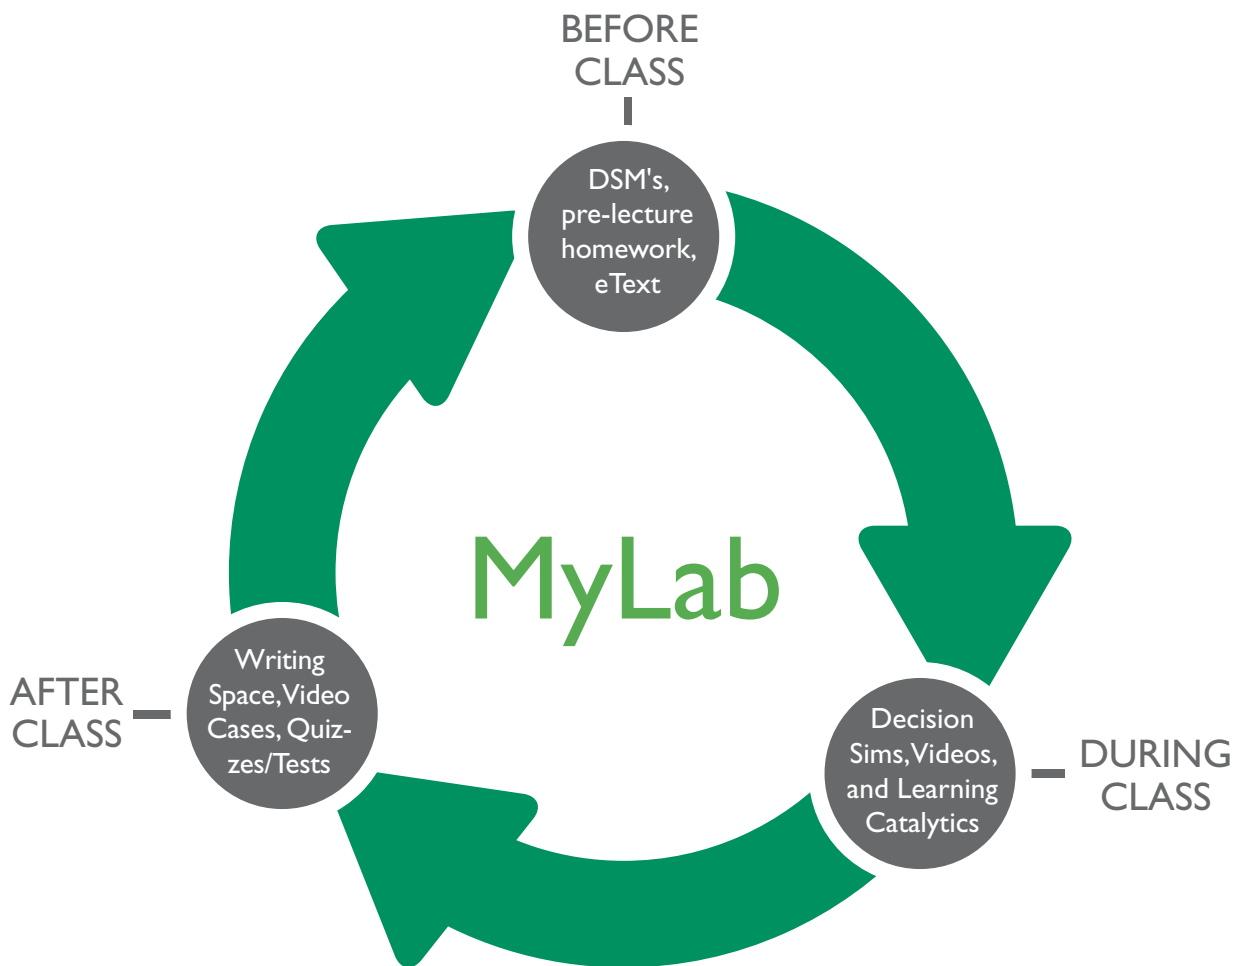 BEFORE
CLASS
DSM's,
pre-lecture
homework,
eText
MyLab
Writing
Space, Video
Cases, Quiz-
zes/Tests
AFTER
CLASS
Decision
Sims, Videos,
and Learning
Catalytics
DURING
CLASS